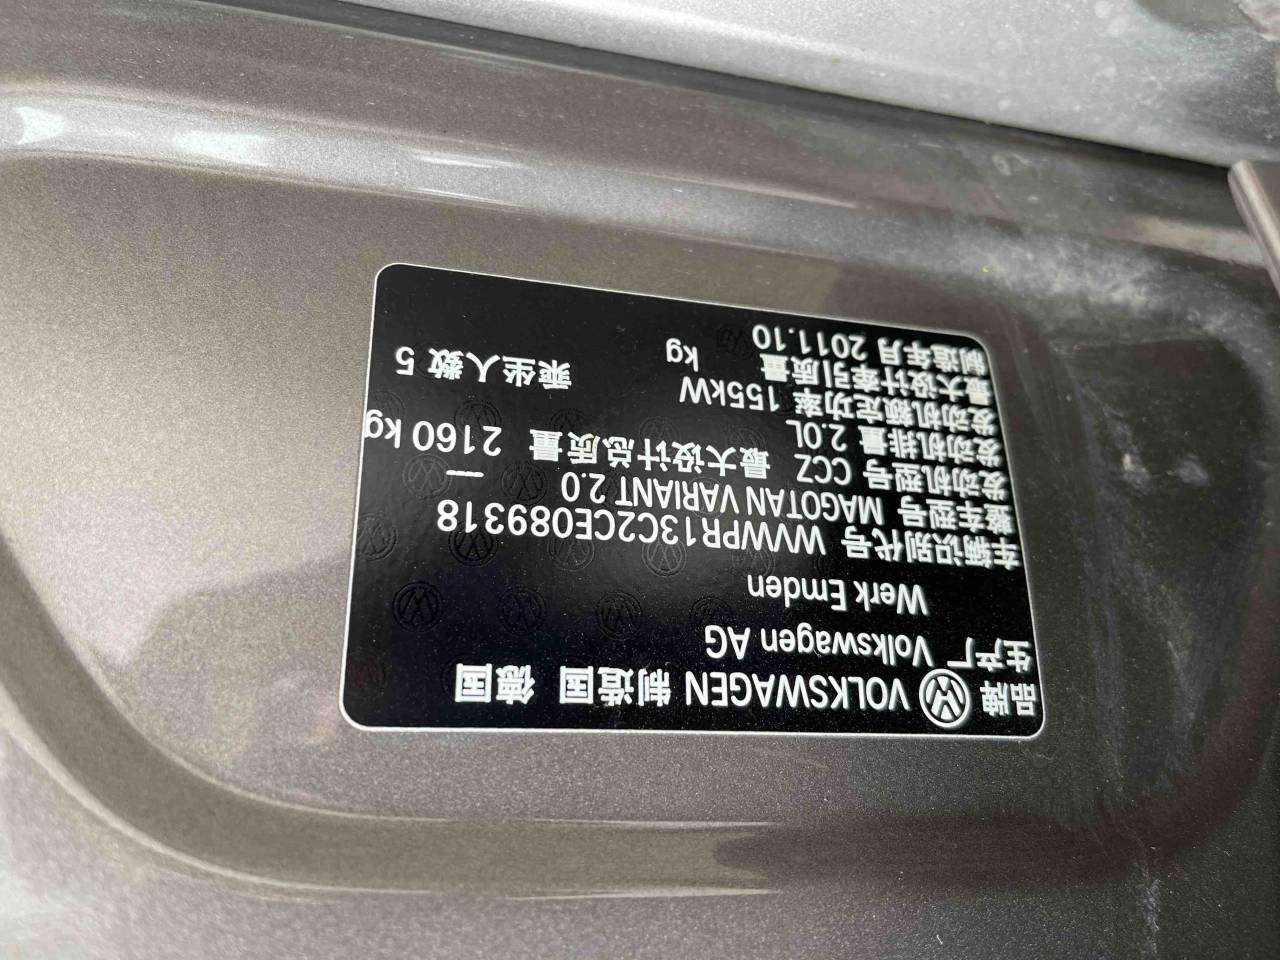 品牌 VOLKSWAGEN 制造国 德国
生产厂 Volkswagen AG
Werk Emden
车辆识别代号 WVWPR13C2CE089318
整车型号 MAGOTAN VARIANT 2.0
发动机型号 CCZ 最大设计总质量 2160 kg
发动机排量 2.0L
发动机额定功率 155kW
最大设计牵引质量 — kg 乘坐人数 5
制造年月 2011.10